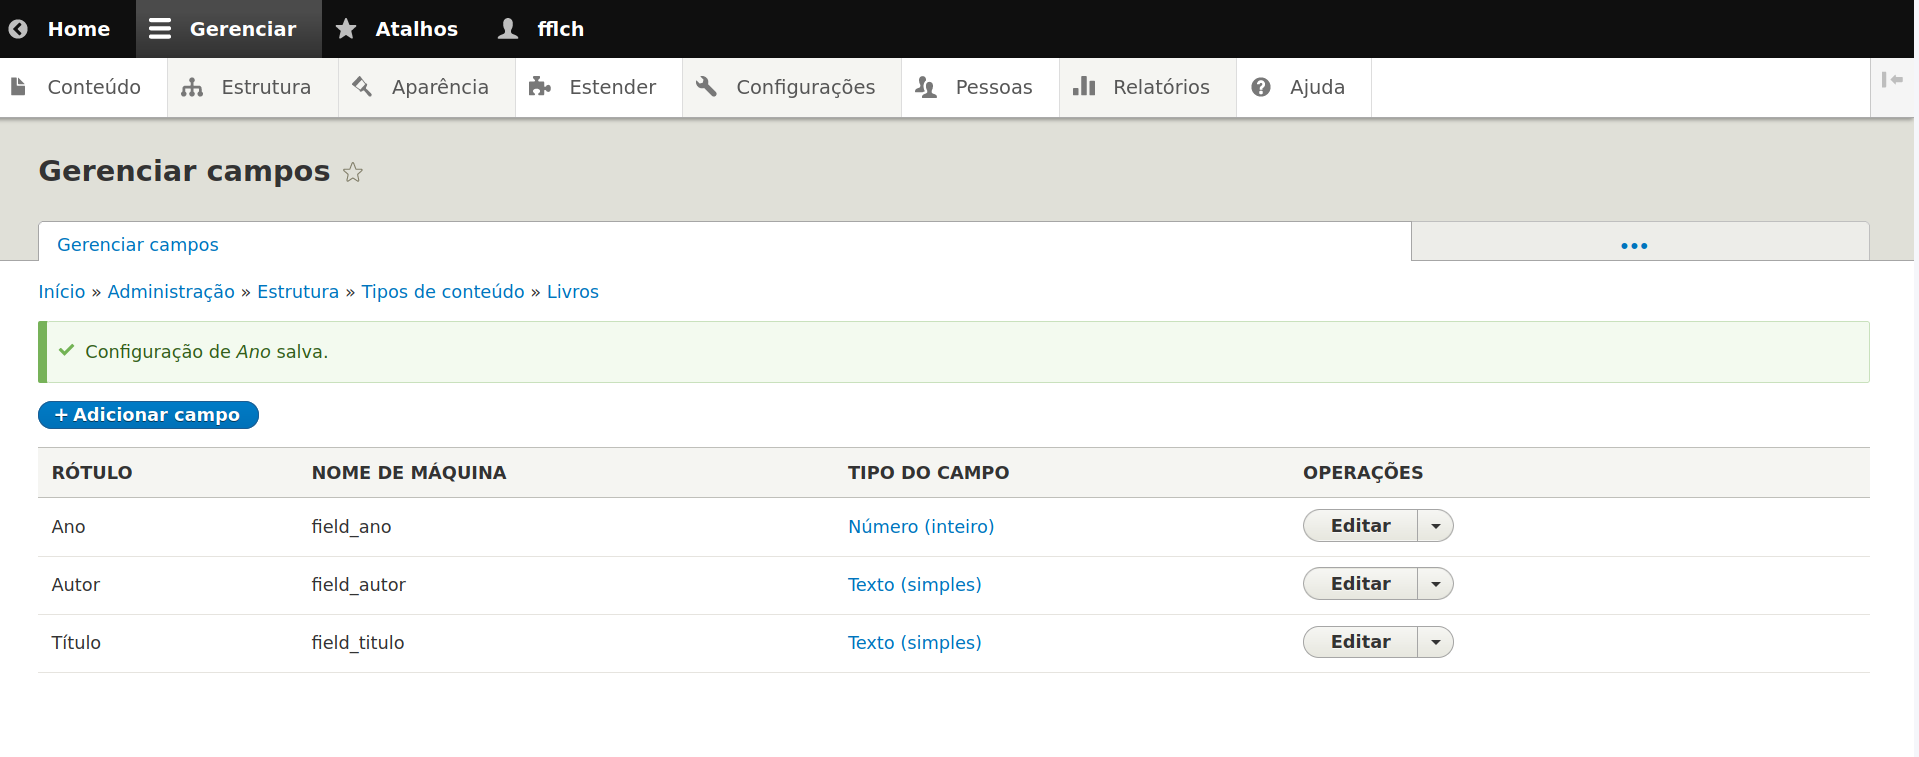 Home Gerenciar Atalhos fflch
Conteúdo Estrutura Aparência Estender Configurações Pessoas Relatórios Ajuda
Gerenciar campos
Gerenciar campos •••
Início » Administração » Estrutura » Tipos de conteúdo » Livros
Configuração de Ano salva.
+ Adicionar campo
RÓTULO NOME DE MÁQUINA TIPO DO CAMPO OPERAÇÕES
Ano field_ano Número (inteiro) Editar
Autor field_autor Texto (simples) Editar
Título field_titulo Texto (simples) Editar